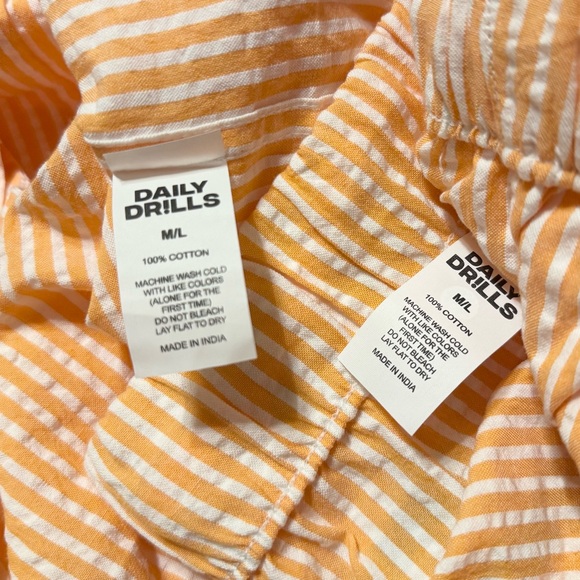 DAILY
DR!LLS
M/L
100% COTTON
MACHINE WASH COLD
WITH LIKE COLORS
(ALONE FOR THE
FIRST TIME)
DO NOT BLEACH
LAY FLAT TO DRY
MADE IN INDIA
DAILY
DR!LLS
M/L
100% COTTON
MACHINE WASH COLD
WITH LIKE COLORS
(ALONE FOR THE
FIRST TIME)
DO NOT BLEACH
LAY FLAT TO DRY
MADE IN INDIA